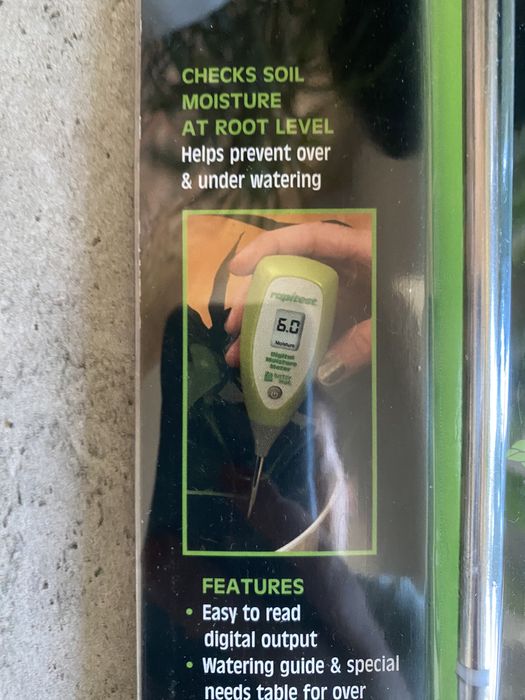 CHECKS SOIL
MOISTURE
AT ROOT LEVEL
Helps prevent over
& under watering
rapitest
6.0
Moisture
Digital
Moisture
Meter
FEATURES
• Easy to read
digital output
• Watering guide & special
needs table for over